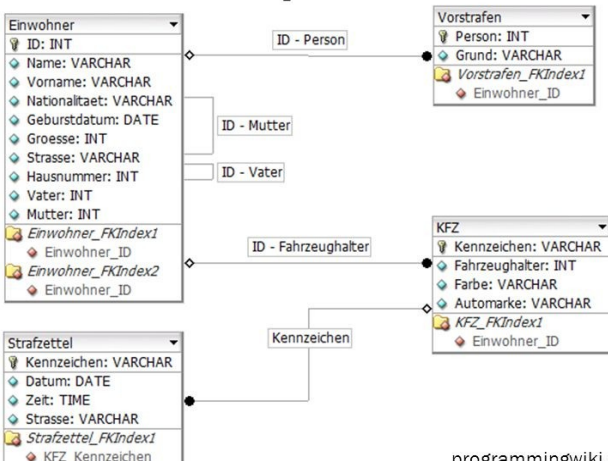 Einwohner
ID: INT
Name: VARCHAR
Vorname: VARCHAR
Nationalitaet: VARCHAR
Geburstdatum: DATE
Groesse: INT
Strasse: VARCHAR
Hausnummer: INT
Vater: INT
Mutter: INT
Einwohner_FKIndex1
Einwohner_ID
Einwohner_FKIndex2
Einwohner_ID
ID - Person
Vorstrafen
Person: INT
Grund: VARCHAR
Vorstrafen_FKIndex1
Einwohner_ID
ID - Mutter
ID - Vater
ID - Fahrzeughalter
KFZ
Kennzeichen: VARCHAR
Fahrzeughalter: INT
Farbe: VARCHAR
Automarke: VARCHAR
KFZ_FKIndex1
Einwohner_ID
Kennzeichen
Strafzettel
Kennzeichen: VARCHAR
Datum: DATE
Zeit: TIME
Strasse: VARCHAR
Strafzettel_FKIndex1
KFZ_Kennzeichen
programmingwiki